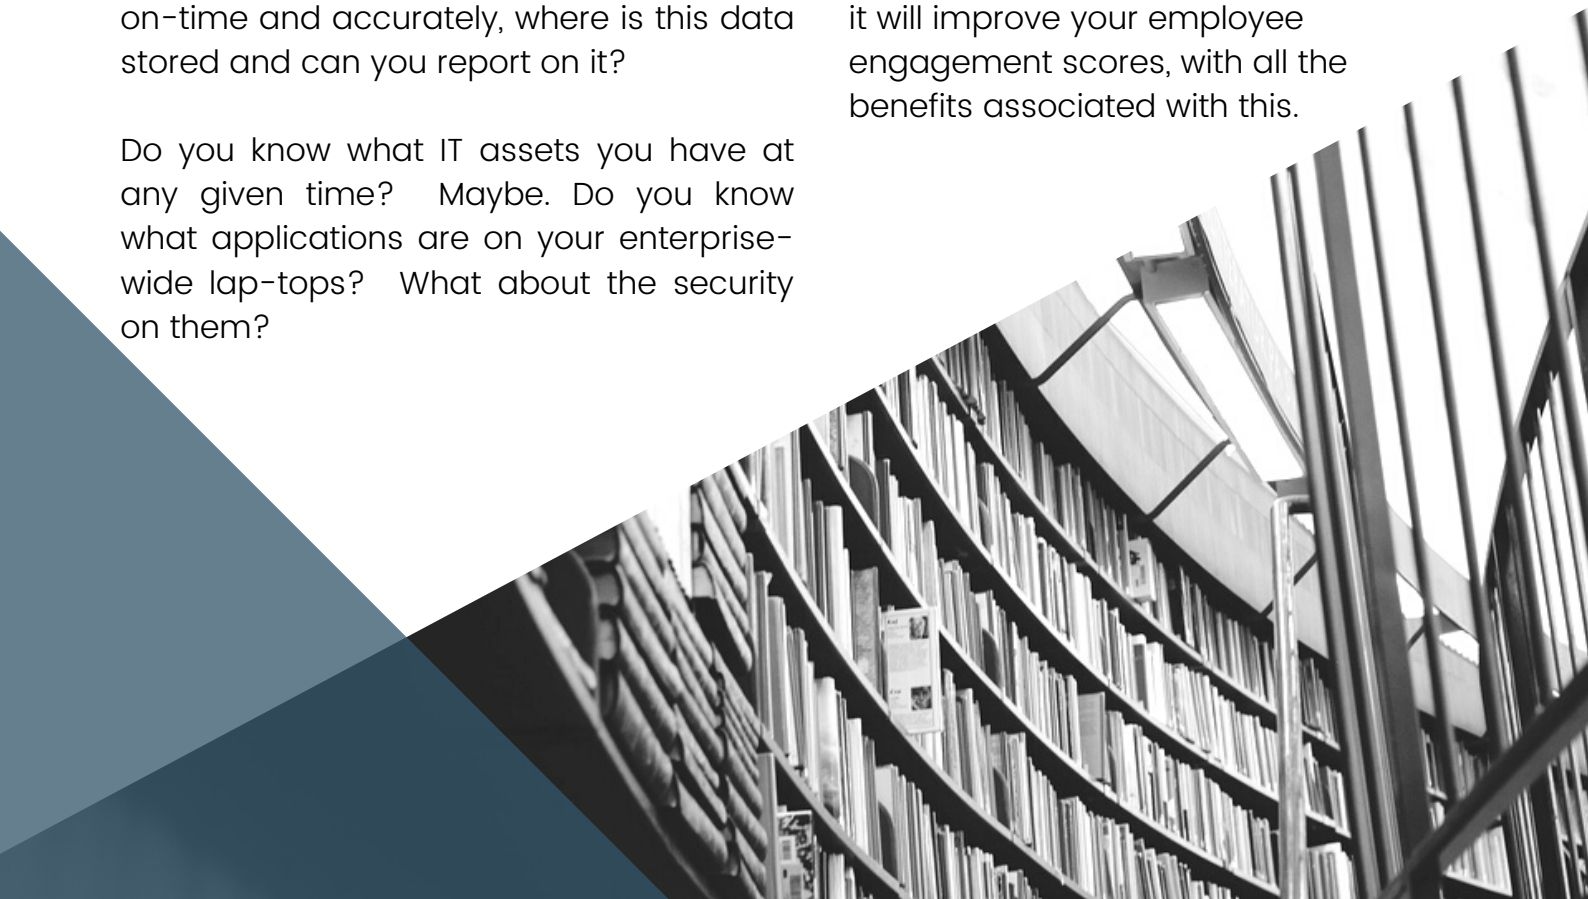 on-time and accurately, where is this data
stored and can you report on it?
Do you know what IT assets you have at
any given time?  Maybe. Do you know
what applications are on your enterprise-
wide lap-tops?  What about the security
on them?
it will improve your employee
engagement scores, with all the
benefits associated with this.